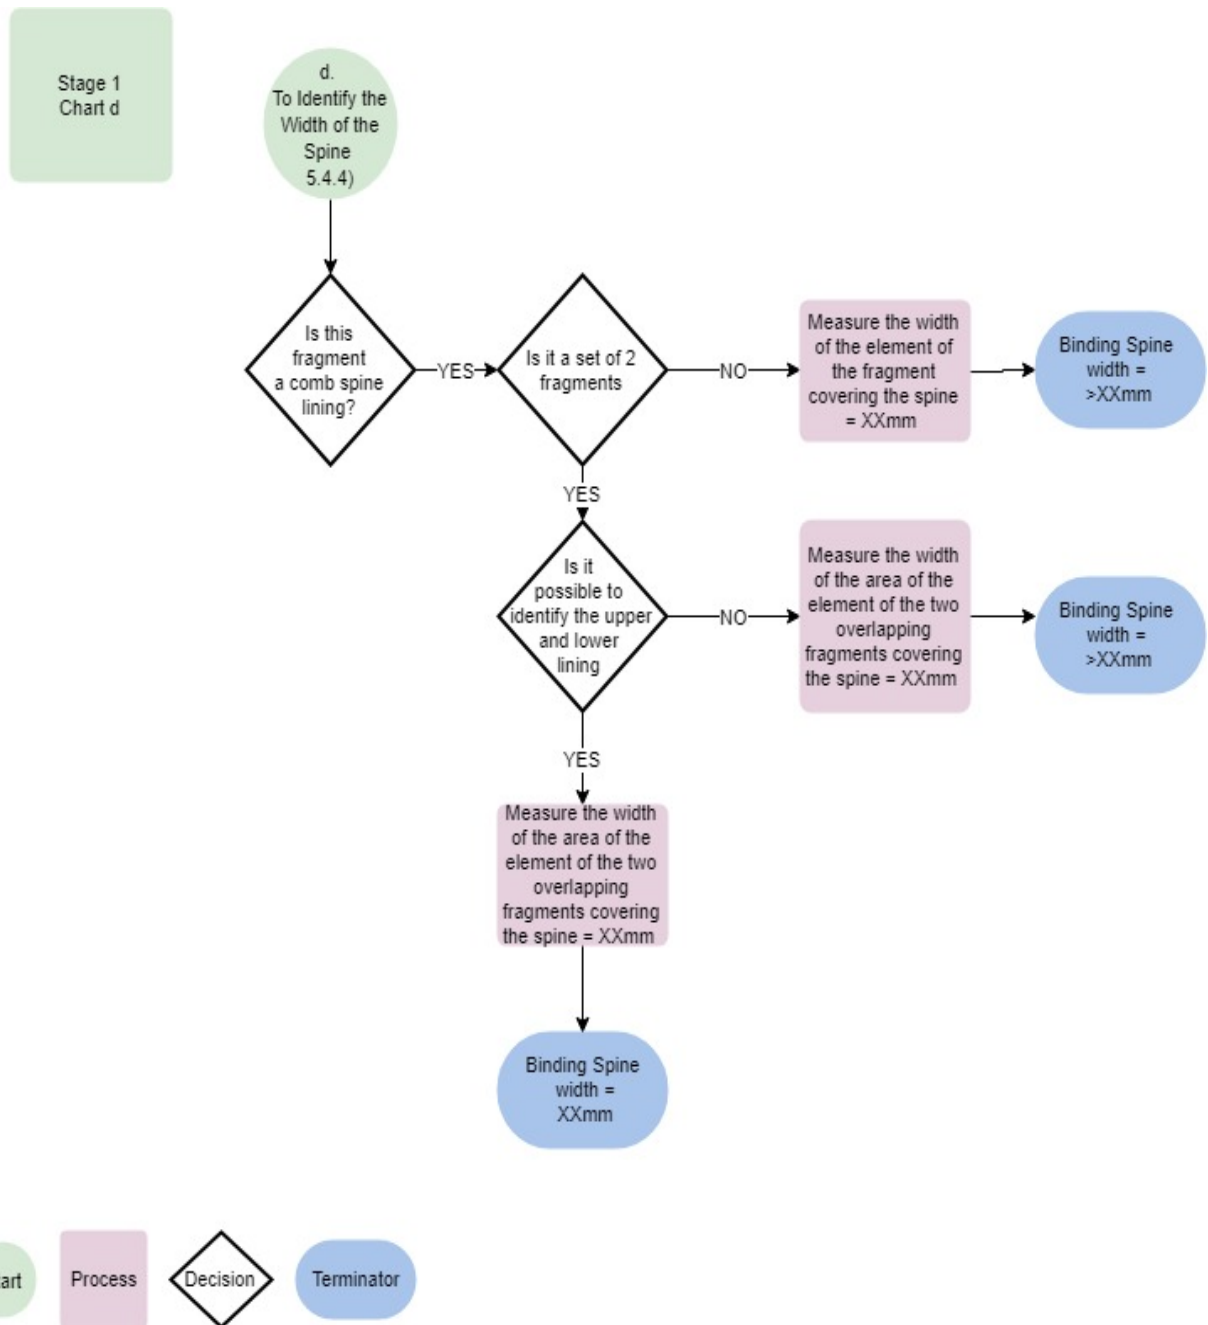 Stage 1
Chart d
d.
To Identify the
Width of the
Spine
5.4.4)
Is this
fragment
a comb spine
lining?
YES
Is it a set of 2
fragments
NO
Measure the width
of the element of
the fragment
covering the spine
= XXmm
Binding Spine
width =
>XXmm
YES
Is it
possible to
identify the upper
and lower
lining
NO
Measure the width
of the area of the
element of the two
overlapping
fragments covering
the spine = XXmm
Binding Spine
width =
>XXmm
YES
Measure the width
of the area of the
element of the two
overlapping
fragments covering
the spine = XXmm
Binding Spine
width =
XXmm
art
Process
Decision
Terminator